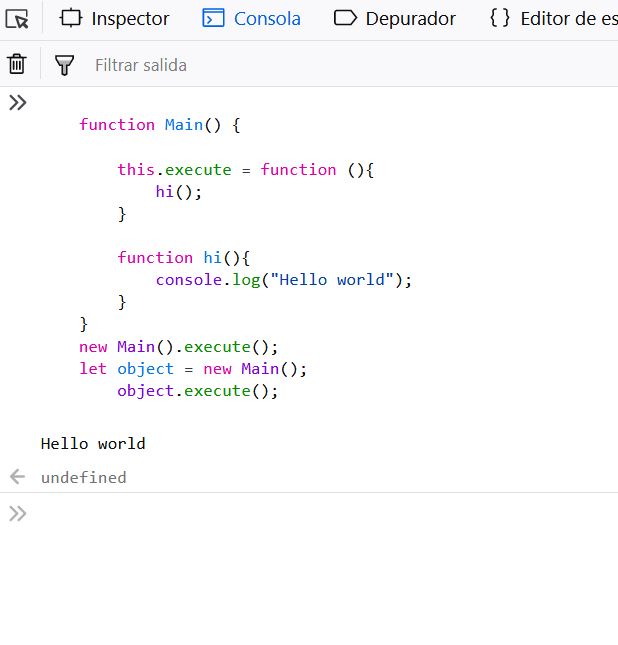 Inspector Consola Depurador {} Editor de es
Filtrar salida
function Main() {
this.execute = function (){
hi();
}
function hi(){
console.log("Hello world");
}
}
new Main().execute();
let object = new Main();
object.execute();
Hello world
undefined